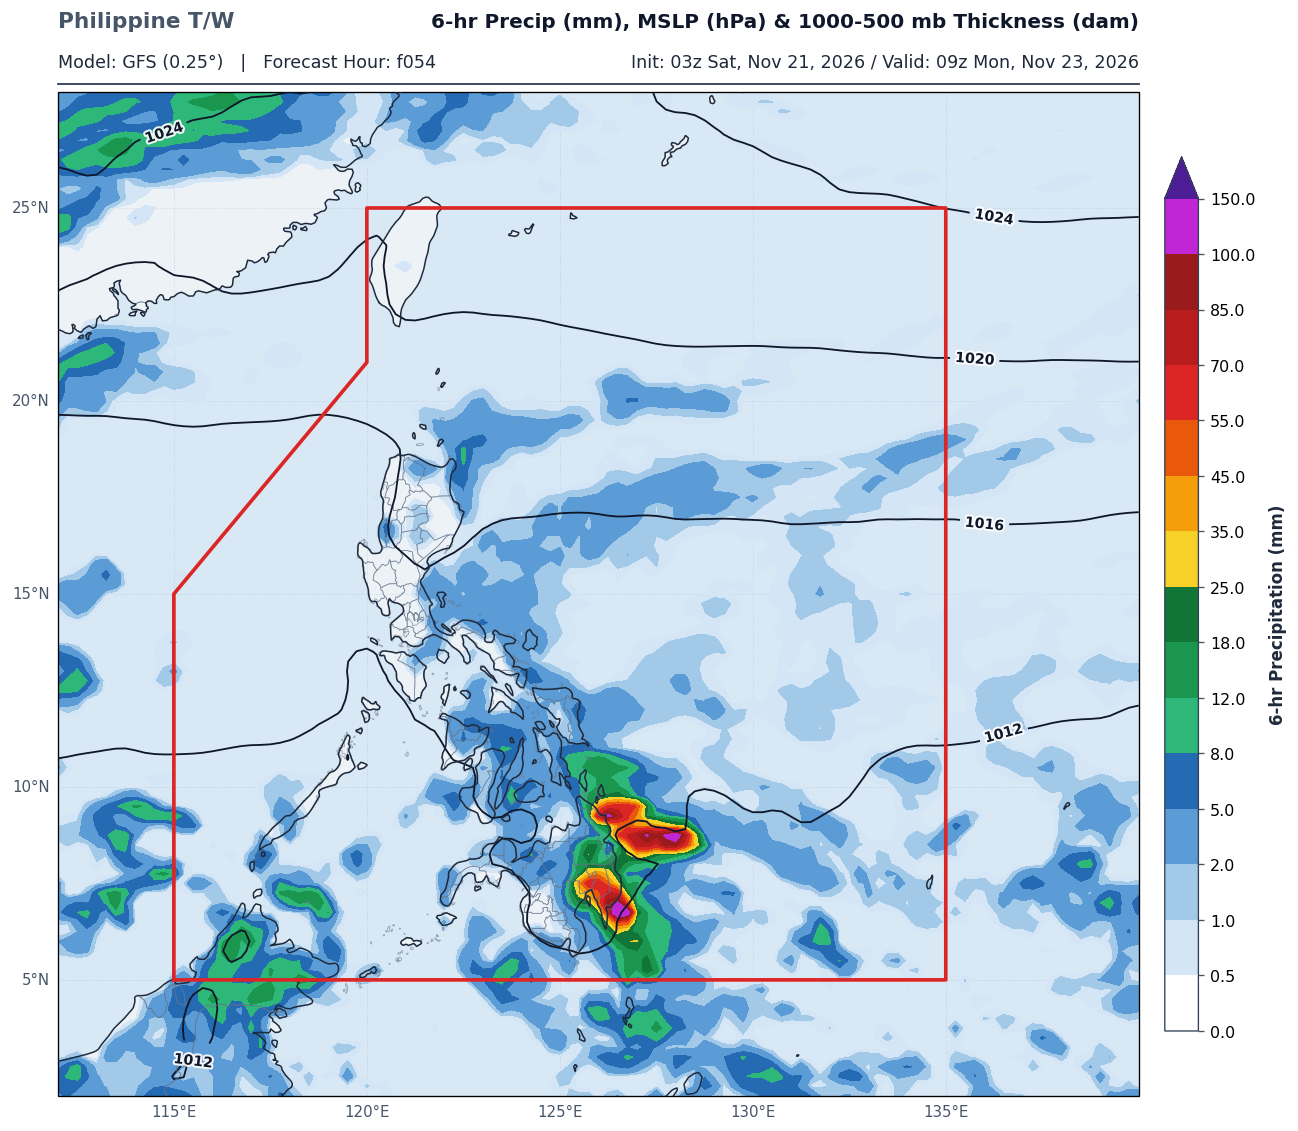 Philippine T/W
6-hr Precip (mm), MSLP (hPa) & 1000-500 mb Thickness (dam)
Model: GFS (0.25°) | Forecast Hour: f054
Init: 03z Sat, Nov 21, 2026 / Valid: 09z Mon, Nov 23, 2026
1024
1024
1020
1016
1012
1012
25°N
20°N
15°N
10°N
5°N
115°E
120°E
125°E
130°E
135°E
150.0
100.0
85.0
70.0
55.0
45.0
35.0
25.0
18.0
12.0
8.0
5.0
2.0
1.0
0.5
0.0
6-hr Precipitation (mm)